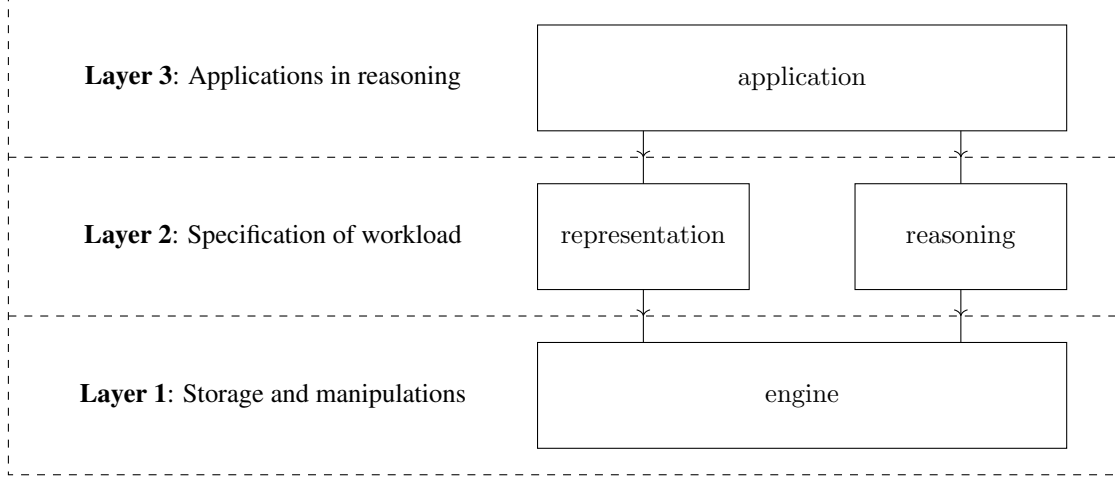 Layer 3: Applications in reasoning
application
Layer 2: Specification of workload
representation
reasoning
Layer 1: Storage and manipulations
engine